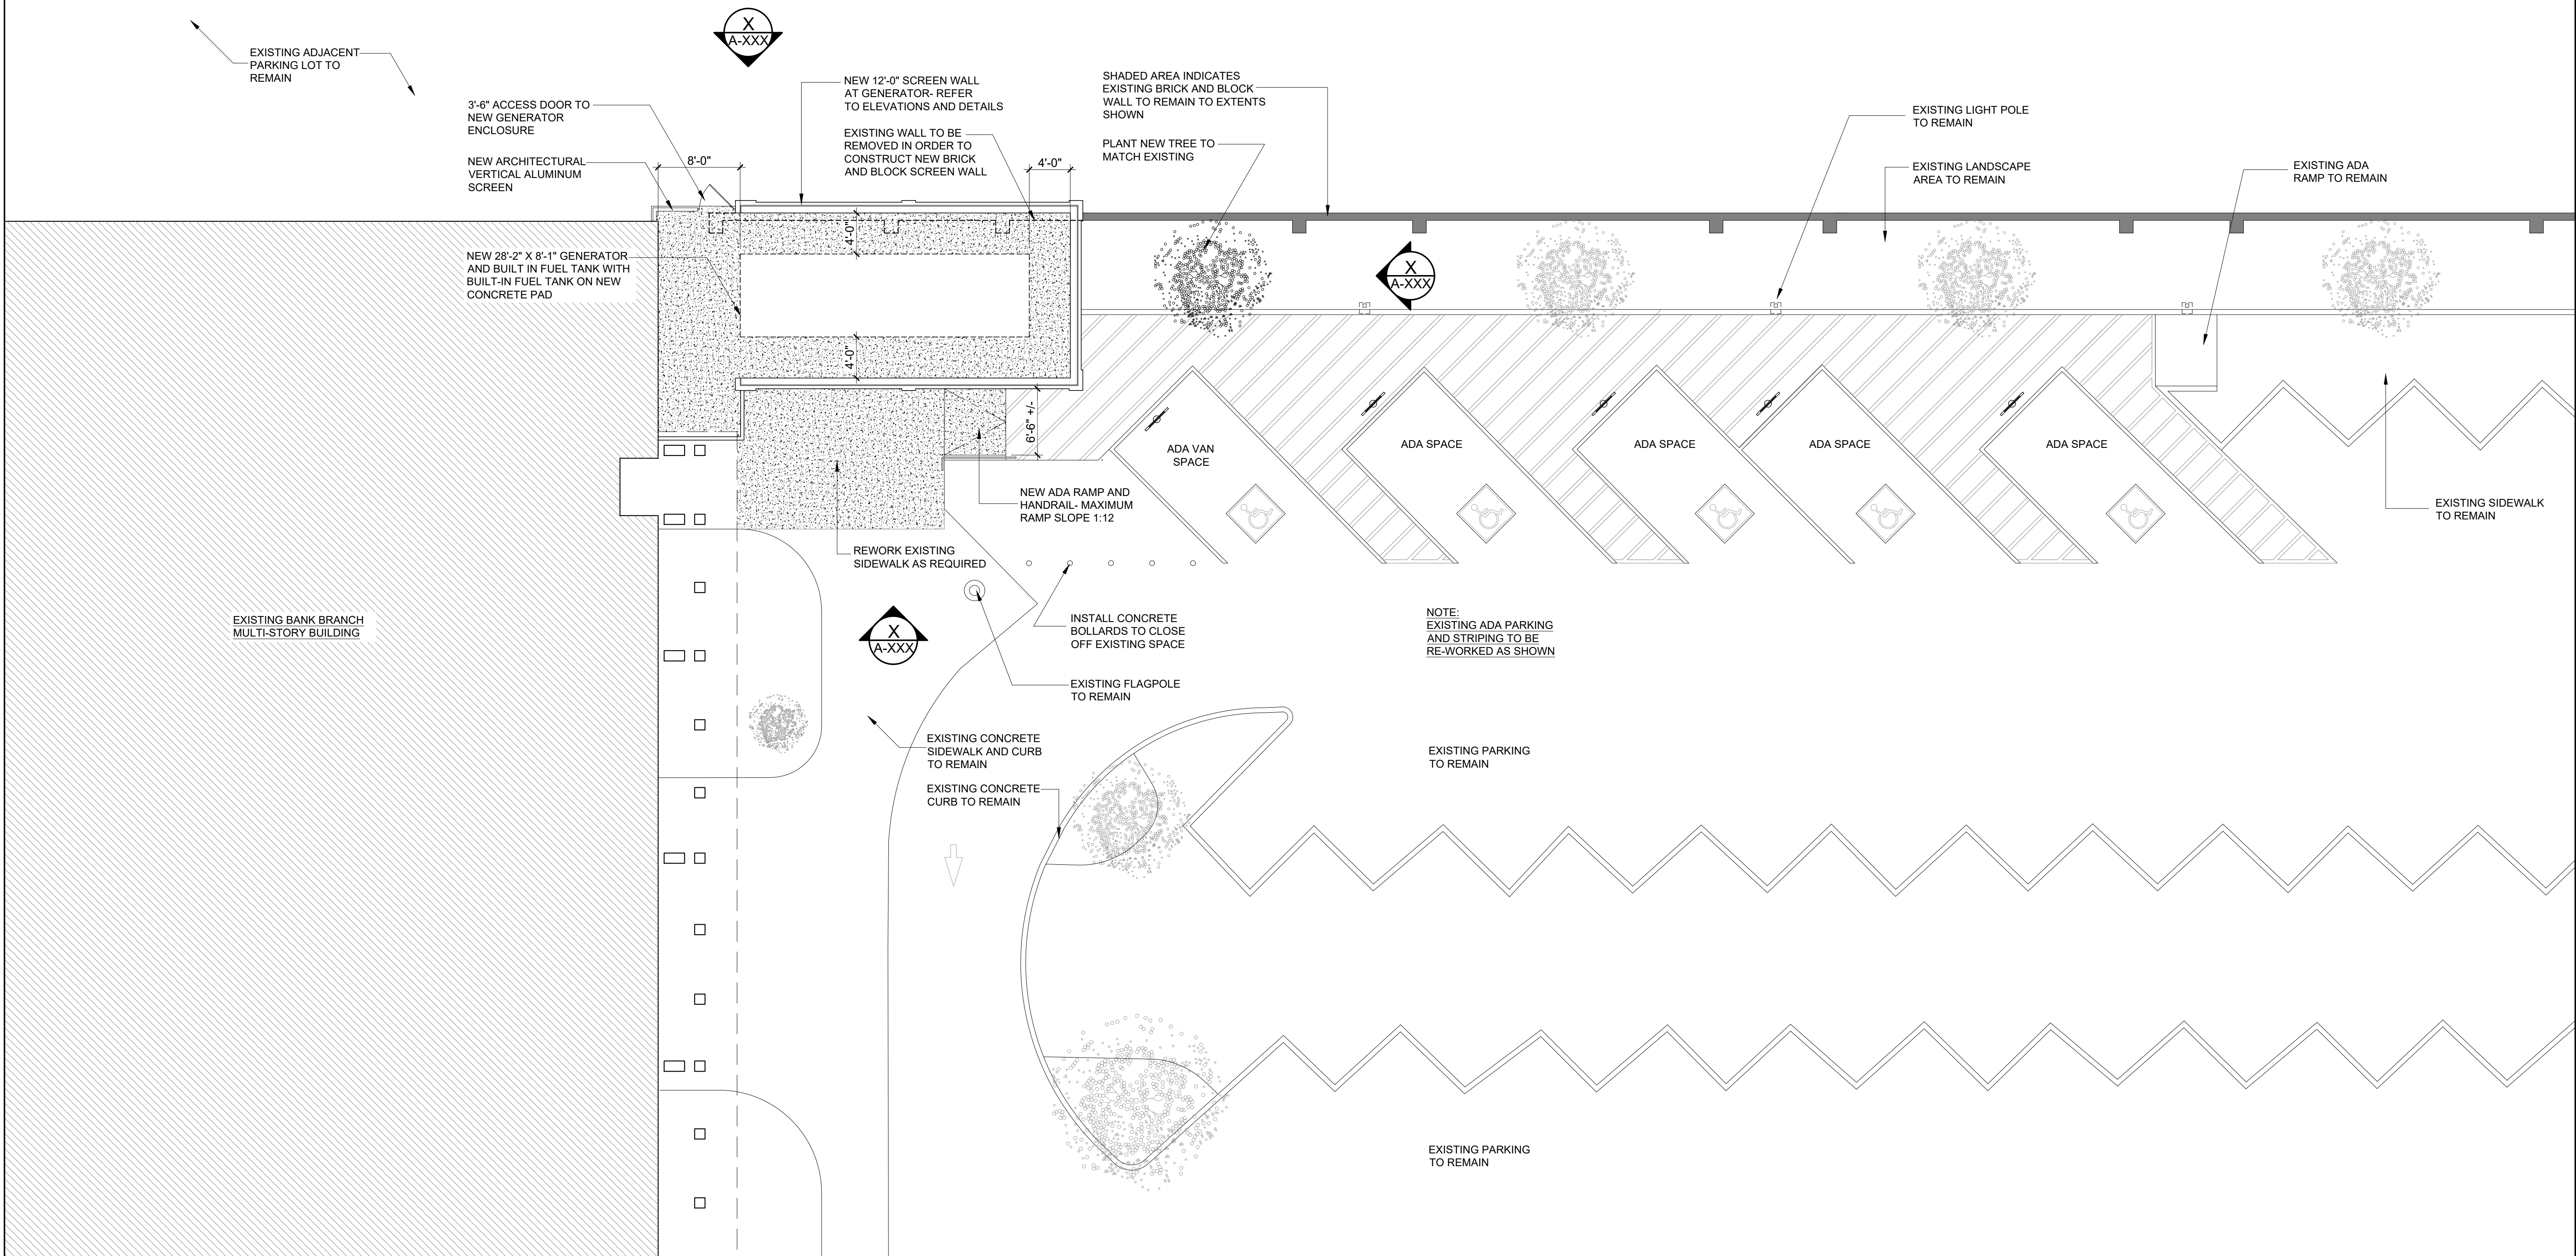 X
A-XXX
EXISTING ADJACENT
PARKING LOT TO
REMAIN
3'-6" ACCESS DOOR TO
NEW GENERATOR
ENCLOSURE
NEW ARCHITECTURAL
VERTICAL ALUMINUM
SCREEN
NEW 12'-0" SCREEN WALL
AT GENERATOR- REFER
TO ELEVATIONS AND DETAILS
EXISTING WALL TO BE
REMOVED IN ORDER TO
CONSTRUCT NEW BRICK
AND BLOCK SCREEN WALL
SHADED AREA INDICATES
EXISTING BRICK AND BLOCK
WALL TO REMAIN TO EXTENTS
SHOWN
PLANT NEW TREE TO
MATCH EXISTING
EXISTING LIGHT POLE
TO REMAIN
EXISTING LANDSCAPE
AREA TO REMAIN
EXISTING ADA
RAMP TO REMAIN
8'-0"
4'-0"
4'-0"
4'-0"
NEW 28'-2" X 8'-1" GENERATOR
AND BUILT IN FUEL TANK WITH
BUILT-IN FUEL TANK ON NEW
CONCRETE PAD
X
A-XXX
6'-6" +/-
ADA VAN
SPACE
ADA SPACE
ADA SPACE
ADA SPACE
ADA SPACE
NEW ADA RAMP AND
HANDRAIL- MAXIMUM
RAMP SLOPE 1:12
EXISTING SIDEWALK
TO REMAIN
REWORK EXISTING
SIDEWALK AS REQUIRED
EXISTING BANK BRANCH
MULTI-STORY BUILDING
X
A-XXX
INSTALL CONCRETE
BOLLARDS TO CLOSE
OFF EXISTING SPACE
NOTE:
EXISTING ADA PARKING
AND STRIPING TO BE
RE-WORKED AS SHOWN
EXISTING FLAGPOLE
TO REMAIN
EXISTING CONCRETE
SIDEWALK AND CURB
TO REMAIN
EXISTING CONCRETE
CURB TO REMAIN
EXISTING PARKING
TO REMAIN
EXISTING PARKING
TO REMAIN